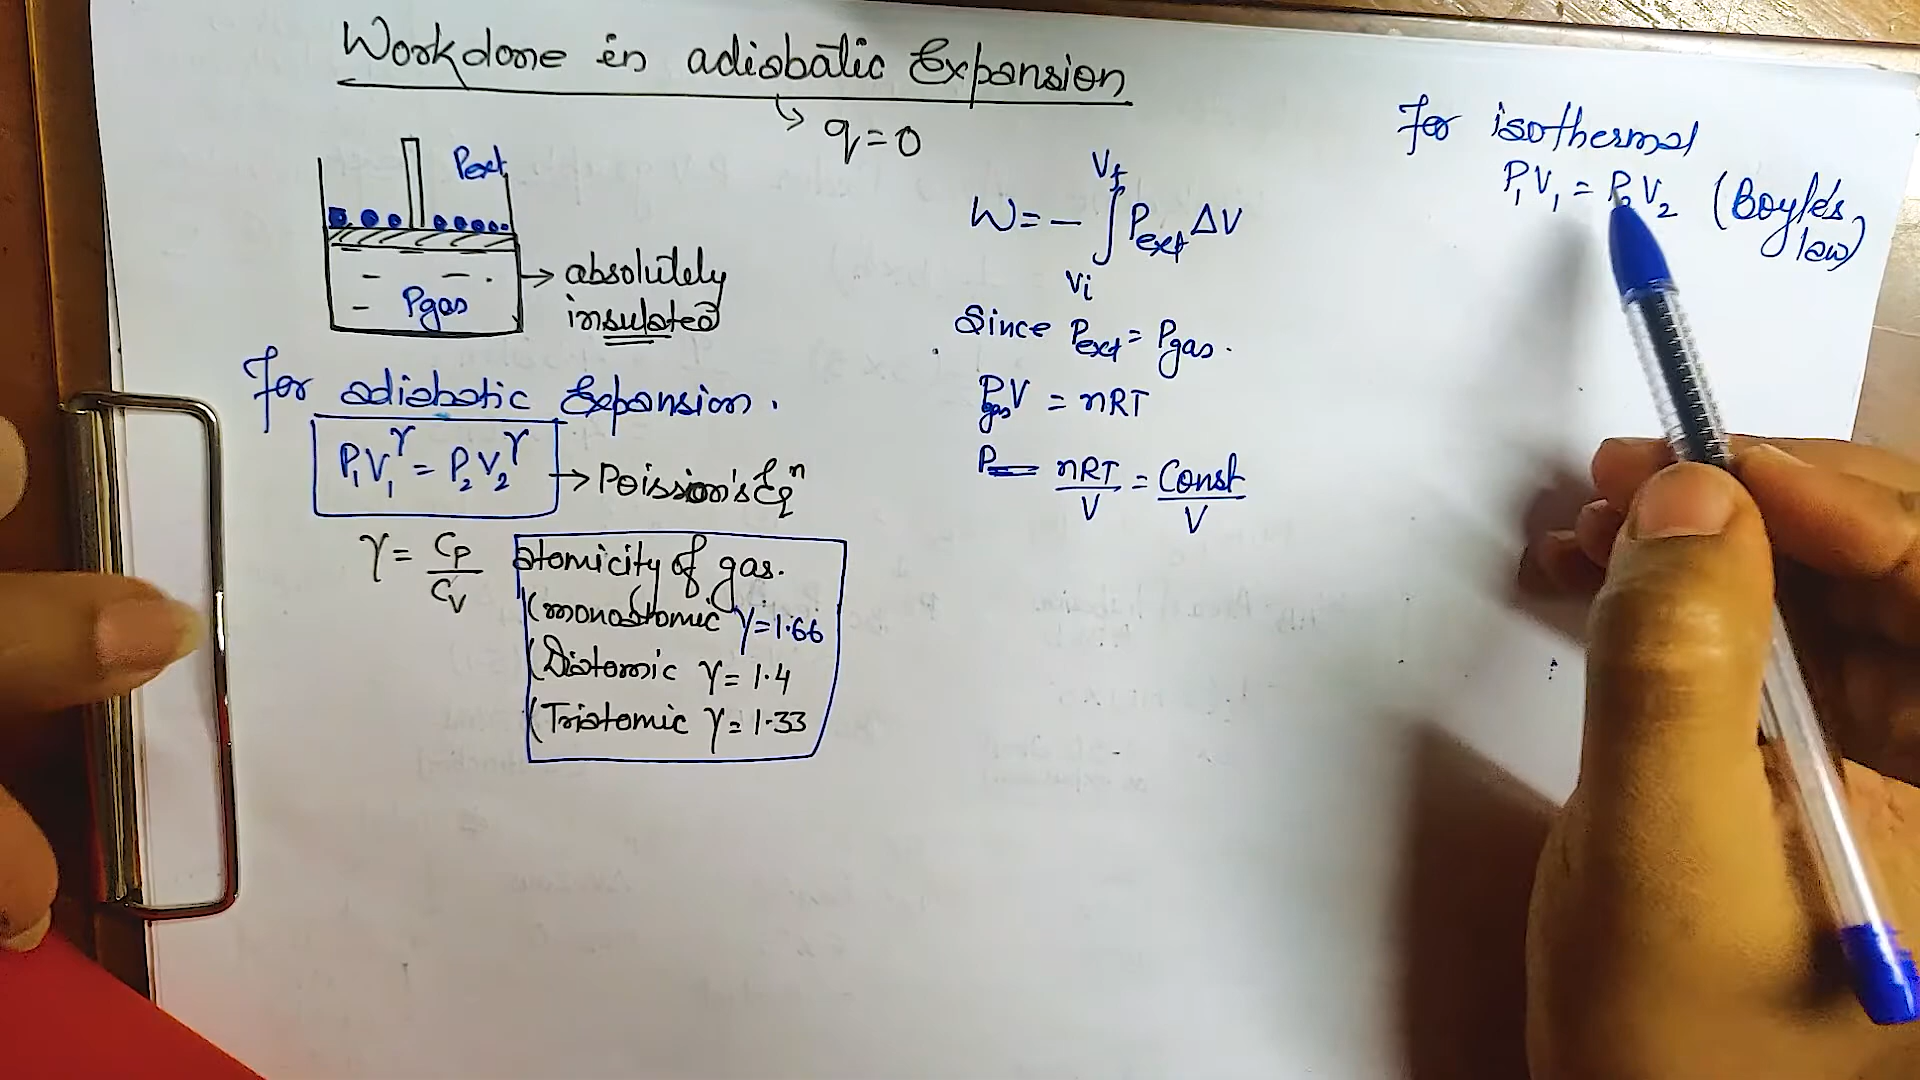 Workdone in adiabatic Expansion
q=0
Pext
Pgas
absolutely
insulated
For adiabatic Expansion.
P₁V₁^γ = P₂V₂^γ → Poission's Eqⁿ
γ = Cp/Cv
atomicity of gas.
(monoatomic γ=1.66
(Diatomic γ= 1.4
(Triatomic γ= 1.33
Vf
W= - ∫ Pext ΔV
Vi
Since Pext = Pgas.
PgasV = nRT
P nRT/V = Const/V
For isothermal
P₁V₁ = P₂V₂ (Boyle's
law)